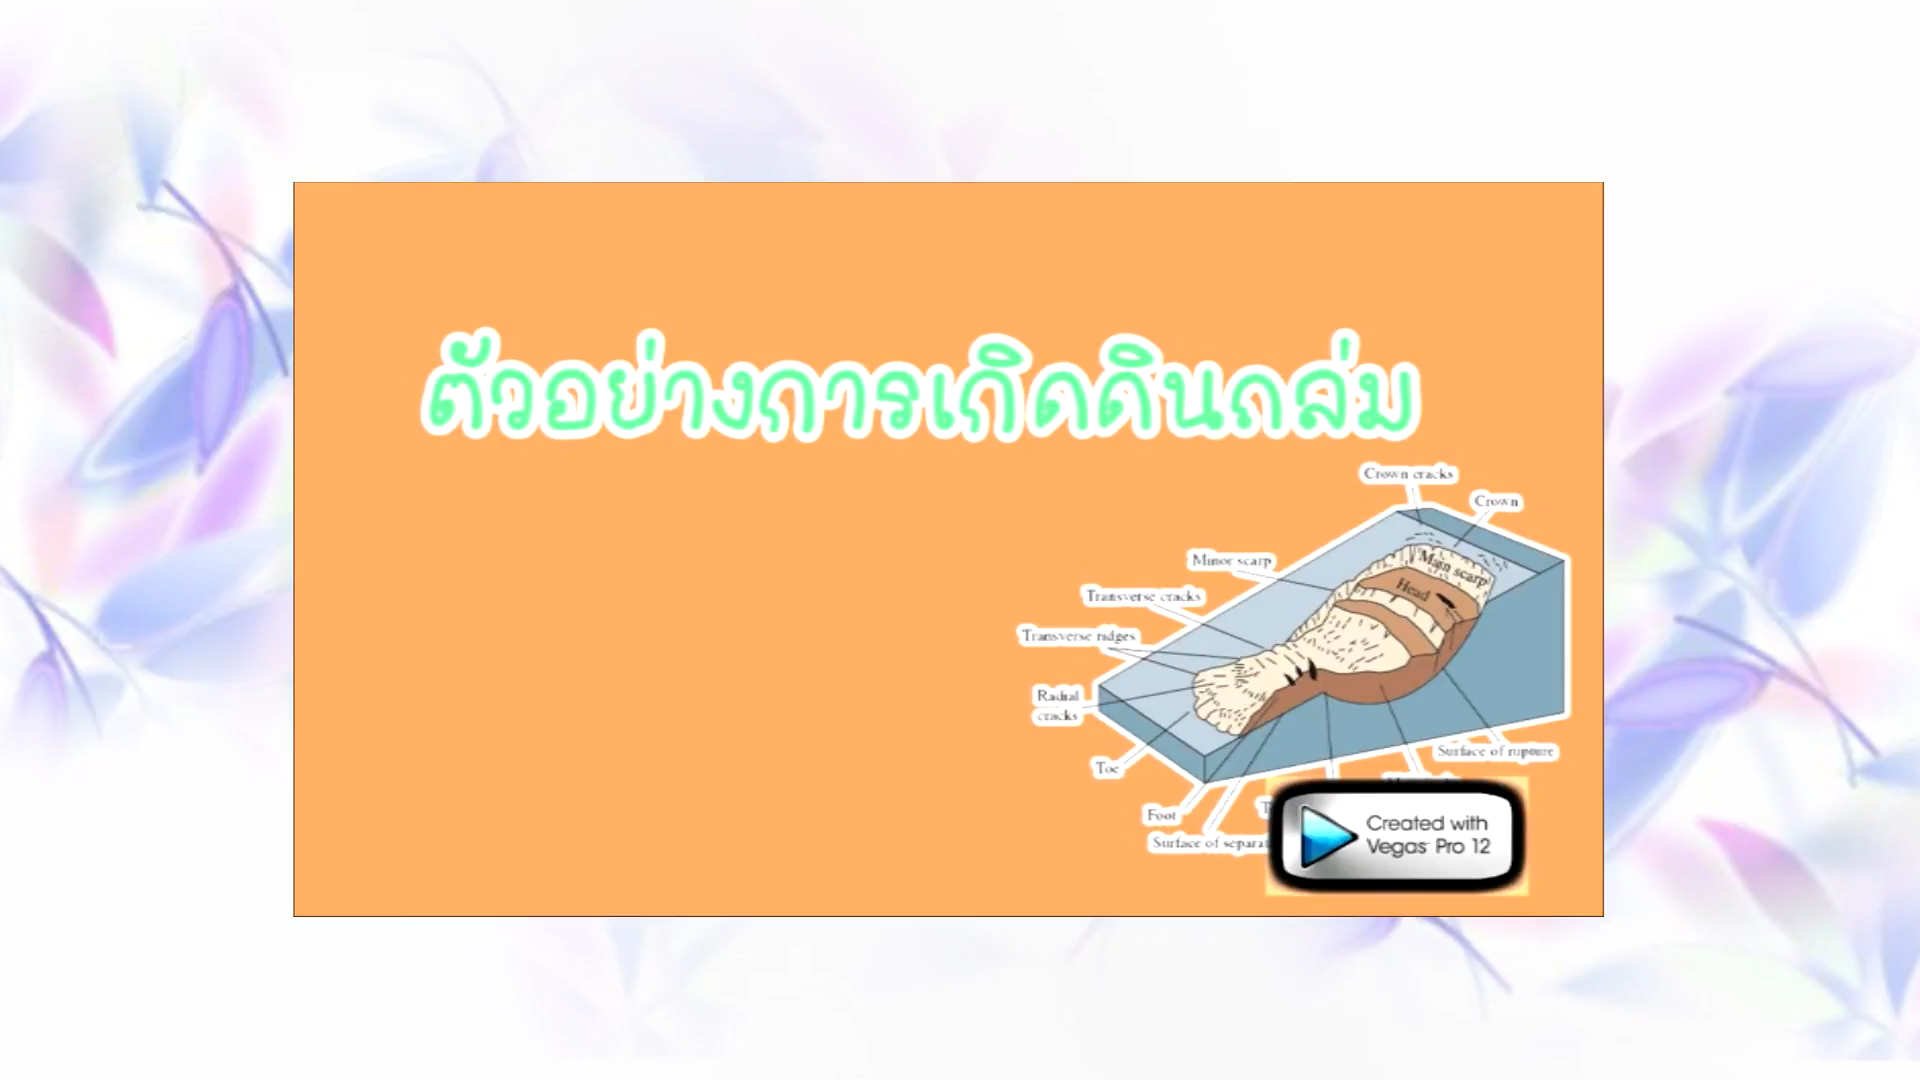 ตัวอย่างการเกิดดินถล่ม
Crown cracks
Crown
Minor scarp
Main scarp
Head
Transverse cracks
Transverse ridges
Radial
cracks
Toe
Surface of rupture
Foot
Surface of
Created with
Vegas Pro 12